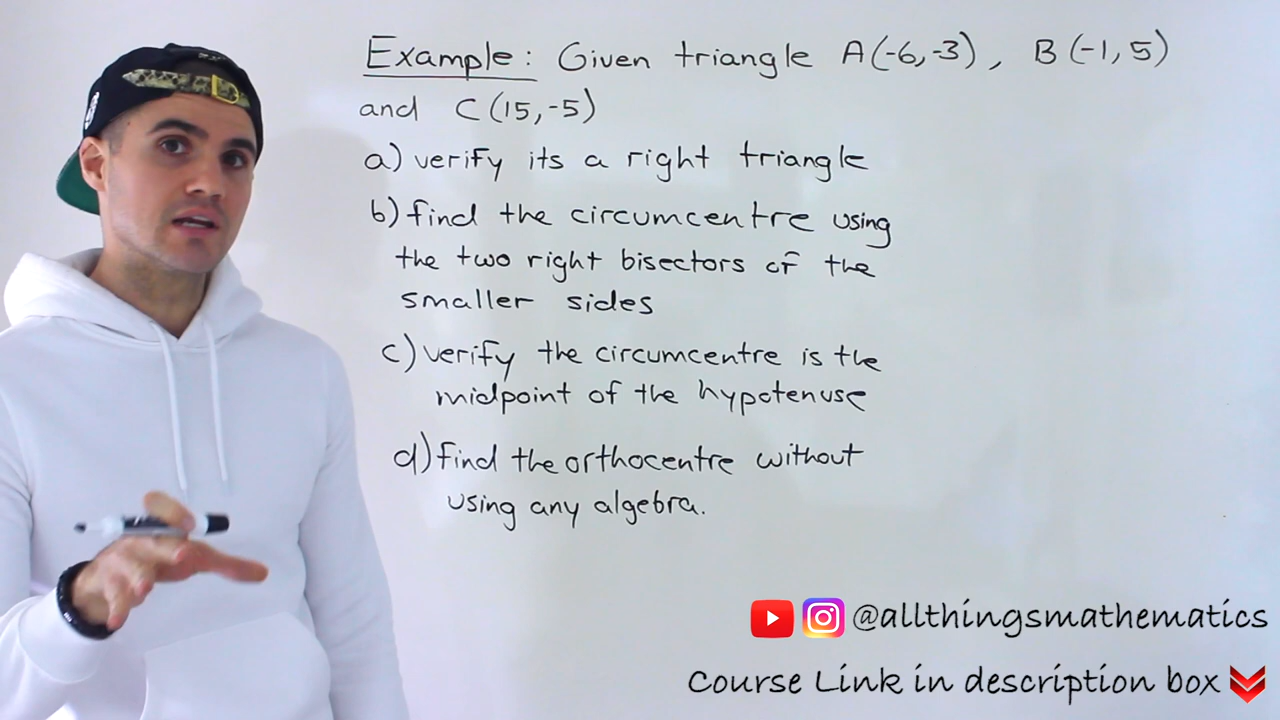 Example: Given triangle A(-6,-3), B(-1,5)
and C(15,-5)
a) verify its a right triangle
b) find the circumcentre using
the two right bisectors of the
smaller sides
c) verify the circumcentre is the
midpoint of the hypotenuse
d) find the orthocentre without
using any algebra.
@allthingsmathematics
Course Link in description box